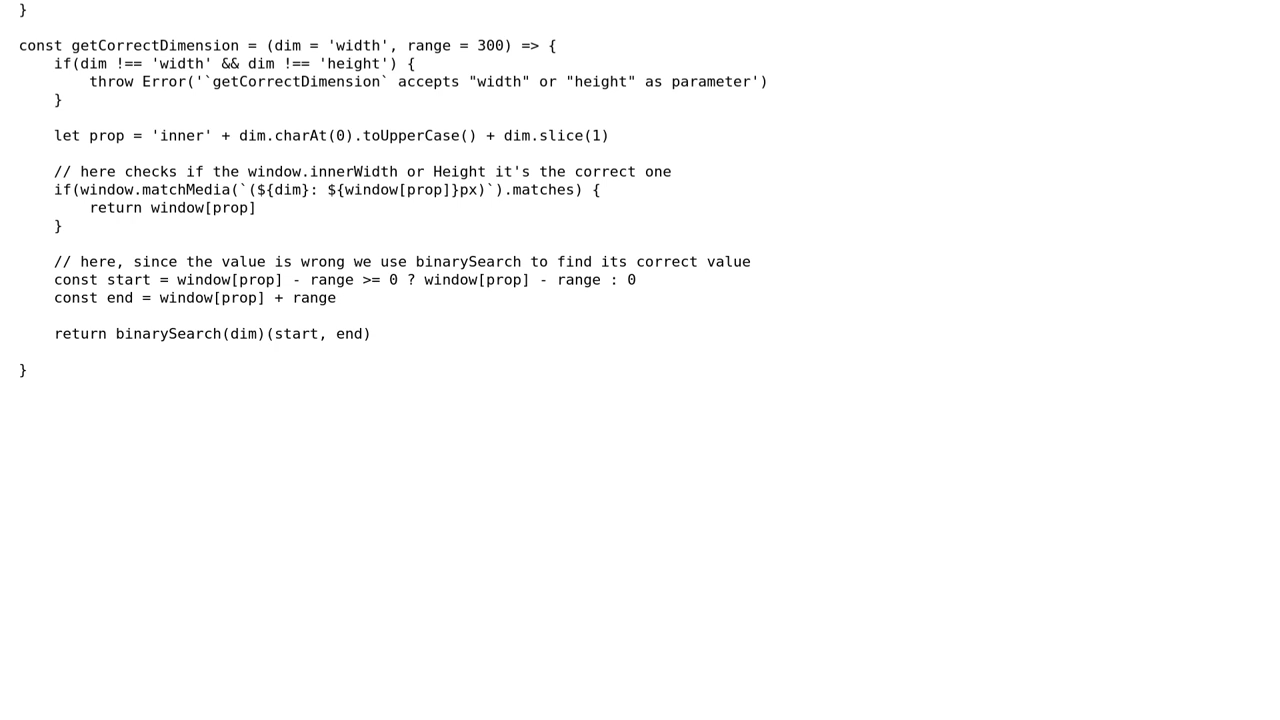 }
const getCorrectDimension = (dim = 'width', range = 300) => {
    if(dim !== 'width' && dim !== 'height') {
        throw Error('`getCorrectDimension` accepts "width" or "height" as parameter')
    }
    let prop = 'inner' + dim.charAt(0).toUpperCase() + dim.slice(1)
    // here checks if the window.innerWidth or Height it's the correct one
    if(window.matchMedia(`(${dim}: ${window[prop]}px)`).matches) {
        return window[prop]
    }
    // here, since the value is wrong we use binarySearch to find its correct value
    const start = window[prop] - range >= 0 ? window[prop] - range : 0
    const end = window[prop] + range
    return binarySearch(dim)(start, end)
}